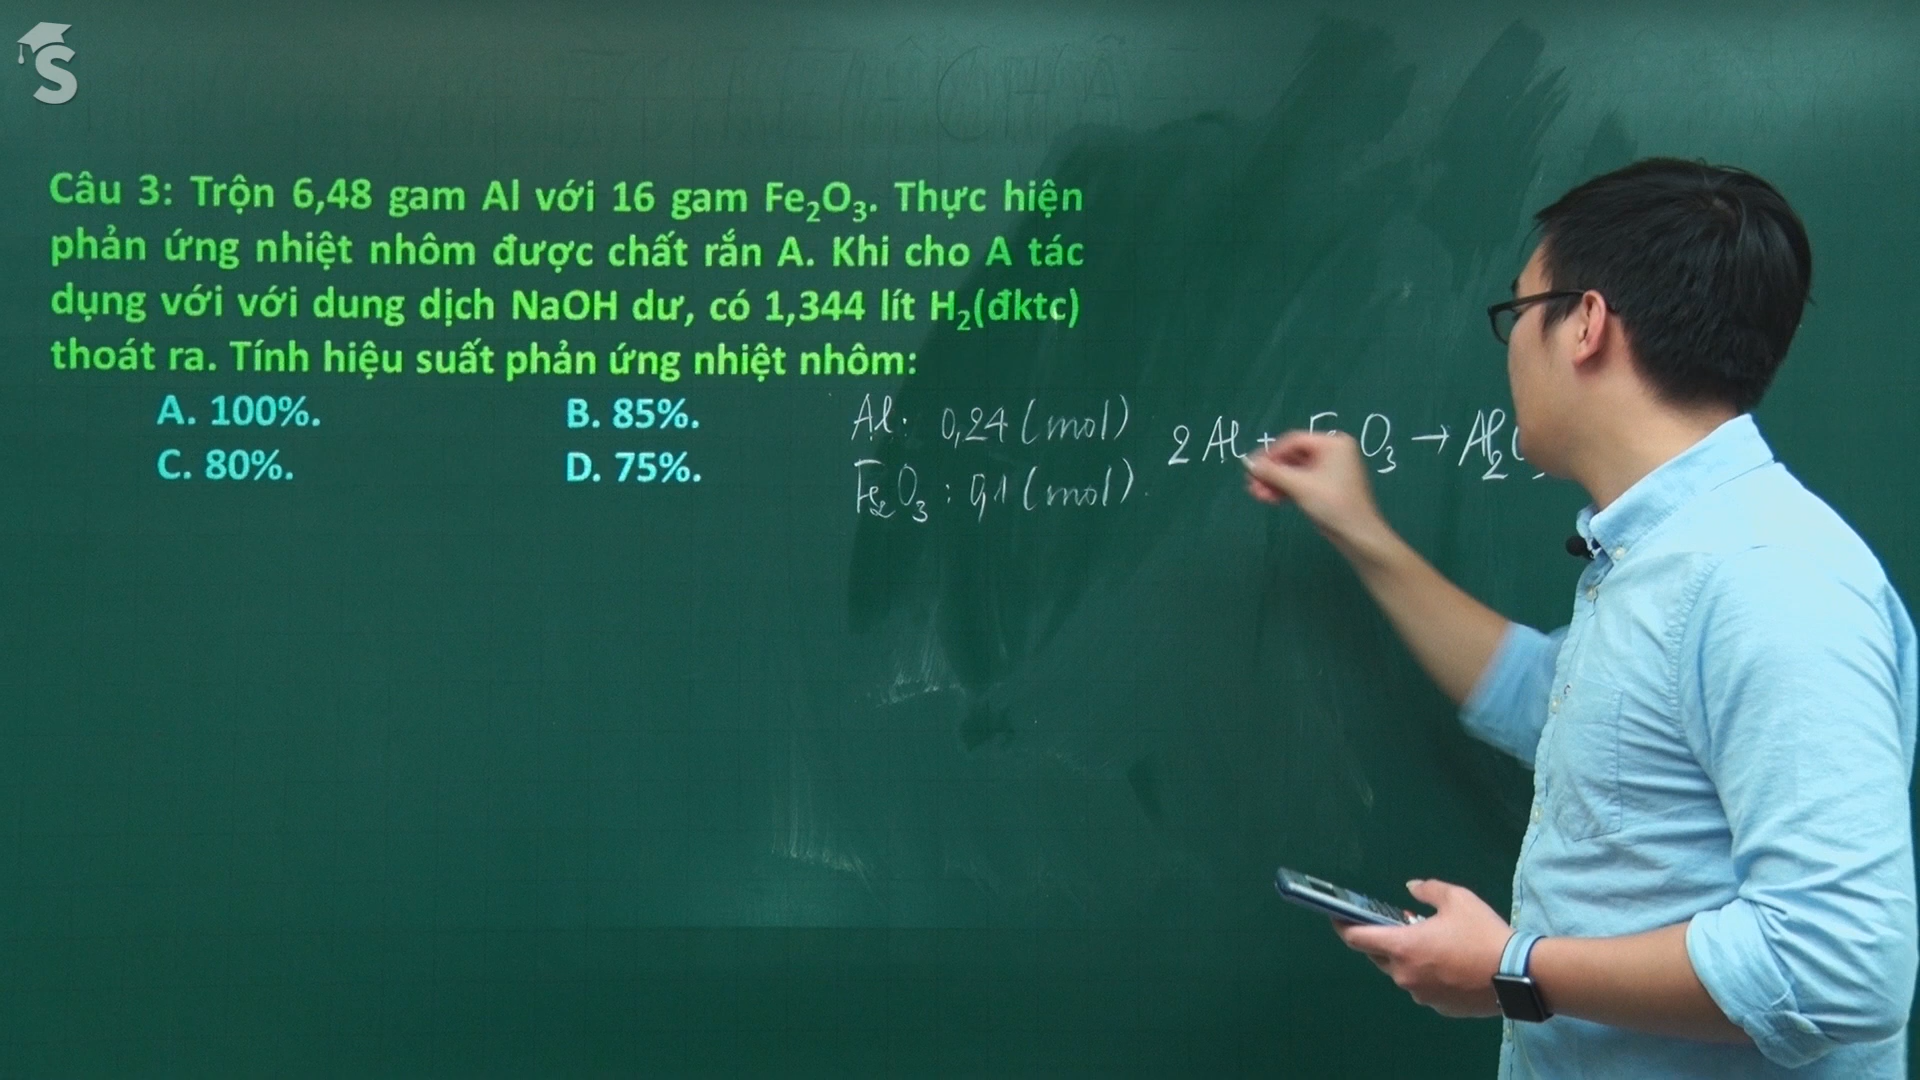 S
Câu 3: Trộn 6,48 gam Al với 16 gam Fe₂O₃. Thực hiện
phản ứng nhiệt nhôm được chất rắn A. Khi cho A tác
dụng với với dung dịch NaOH dư, có 1,344 lít H₂(đktc)
thoát ra. Tính hiệu suất phản ứng nhiệt nhôm:
A. 100%. B. 85%.
C. 80%. D. 75%.
Al: 0,24 (mol)
Fe₂O₃: 0,1 (mol).
2Al + O₃ → Al₂